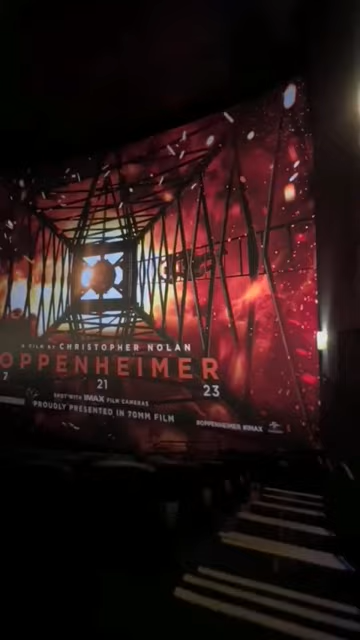 A FILM BY CHRISTOPHER NOLAN
OPPENHEIMER
7 21 23
SHOT WITH IMAX FILM CAMERAS
PROUDLY PRESENTED IN 70MM FILM
#OPPENHEIMER #IMAX